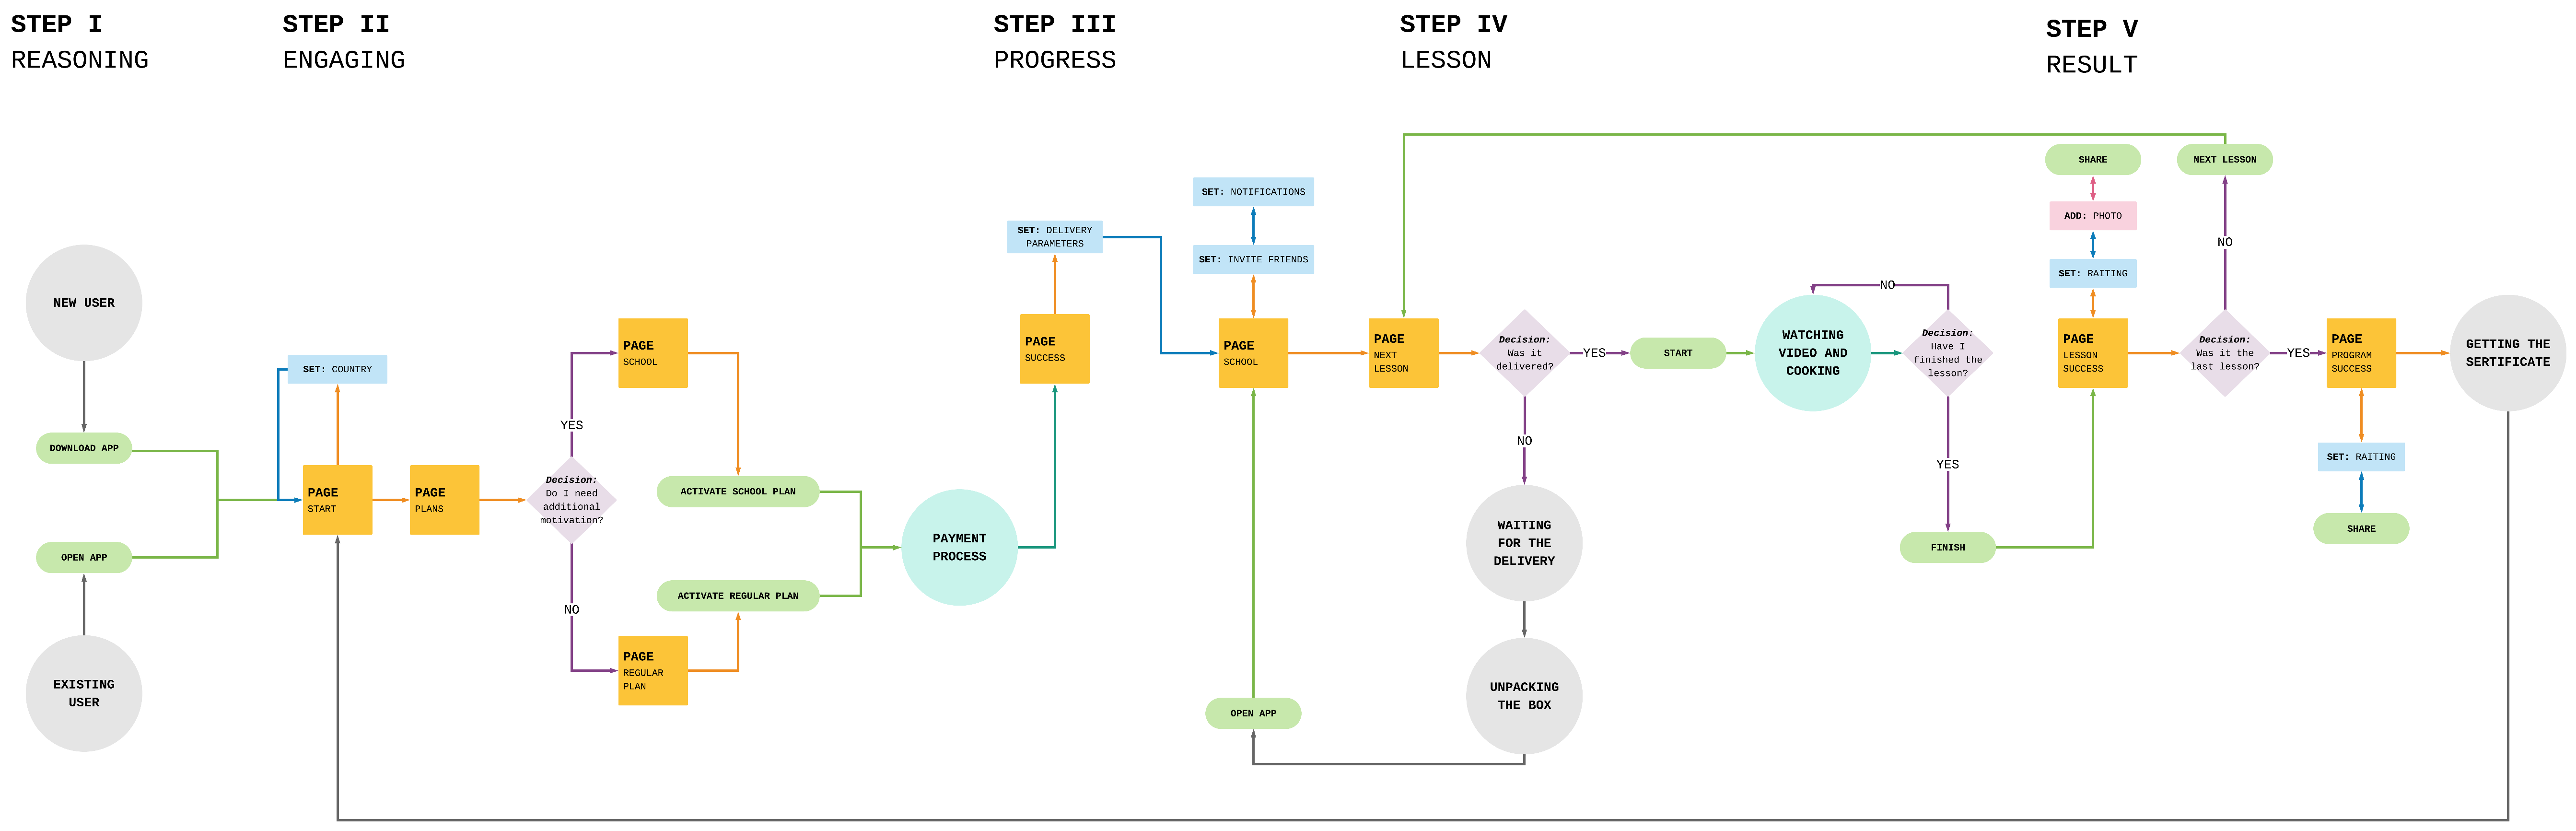 STEP I
REASONING
STEP II
ENGAGING
STEP III
PROGRESS
STEP IV
LESSON
STEP V
RESULT
NEW USER
DOWNLOAD APP
OPEN APP
EXISTING
USER
SET: COUNTRY
PAGE
START
PAGE
PLANS
Decision:
Do I need
additional
motivation?
YES
NO
PAGE
SCHOOL
ACTIVATE SCHOOL PLAN
ACTIVATE REGULAR PLAN
PAGE
REGULAR
PLAN
PAYMENT
PROCESS
SET: DELIVERY
PARAMETERS
PAGE
SUCCESS
SET: NOTIFICATIONS
SET: INVITE FRIENDS
PAGE
SCHOOL
OPEN APP
PAGE
NEXT
LESSON
Decision:
Was it
delivered?
YES
NO
WAITING
FOR THE
DELIVERY
UNPACKING
THE BOX
START
WATCHING
VIDEO AND
COOKING
NO
Decision:
Have I
finished the
lesson?
YES
FINISH
SHARE
ADD: PHOTO
SET: RAITING
PAGE
LESSON
SUCCESS
NEXT LESSON
NO
Decision:
Was it the
last lesson?
YES
PAGE
PROGRAM
SUCCESS
SET: RAITING
SHARE
GETTING THE
SERTIFICATE